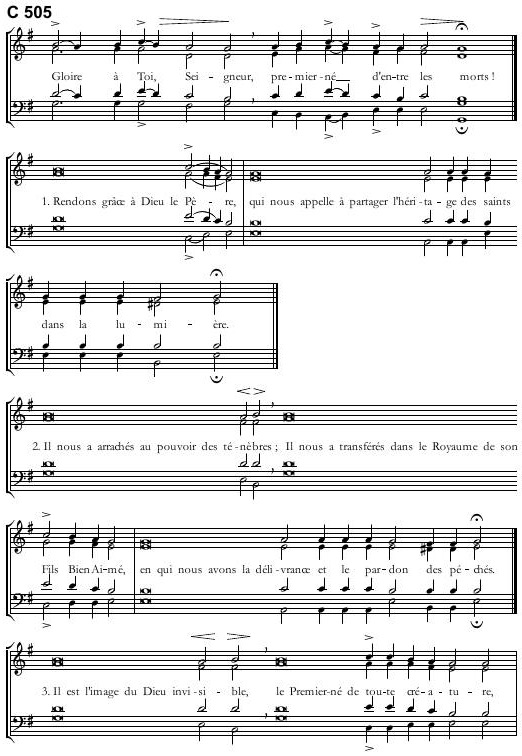 C 505
Gloire à Toi, Sei - gneur, pre-mier-né__ d'en-tre les morts !
1. Rendons grâce à Dieu le Pè - re, qui nous appelle à partager l'héri-ta-ge des saints
dans la lu - mi - ère.
2. Il nous a arrachés au pouvoir des té-nèbres ; Il nous a transférés dans le Royaume de son
Fils Bien Ai-mé, en qui nous avons la déli-vrance et le par-don des pé-chés.
3. Il est l'image du Dieu invi-si - ble, le Premier-né de tou-te cré-a-tu-re,